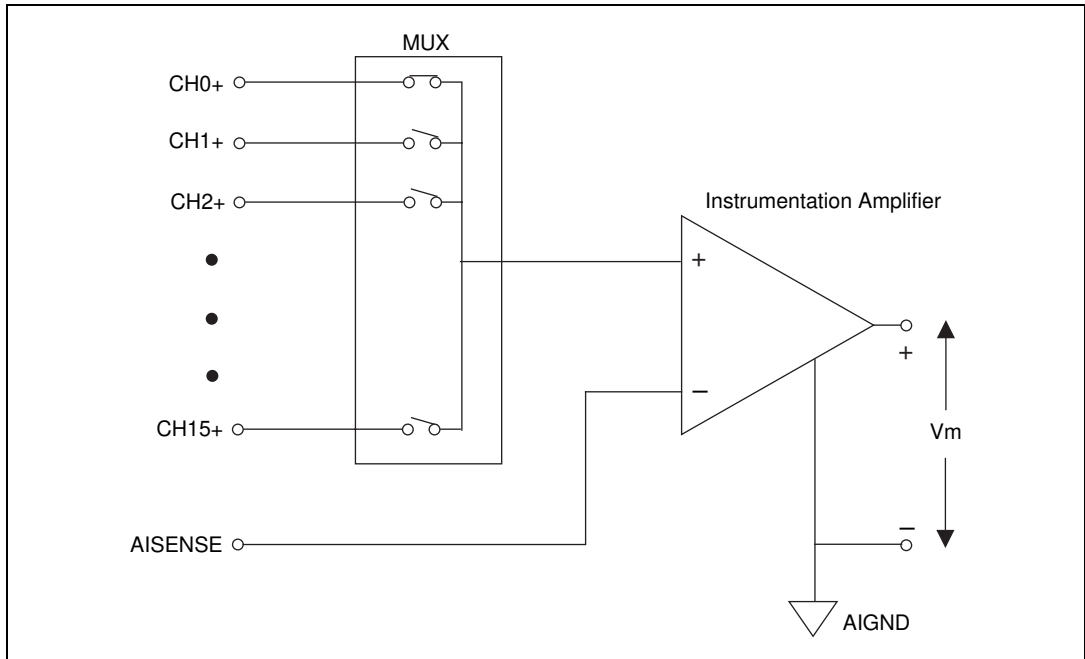 MUX
CH0+
CH1+
CH2+
Instrumentation Amplifier
+
−
+
CH15+
Vm
AISENSE
−
AIGND